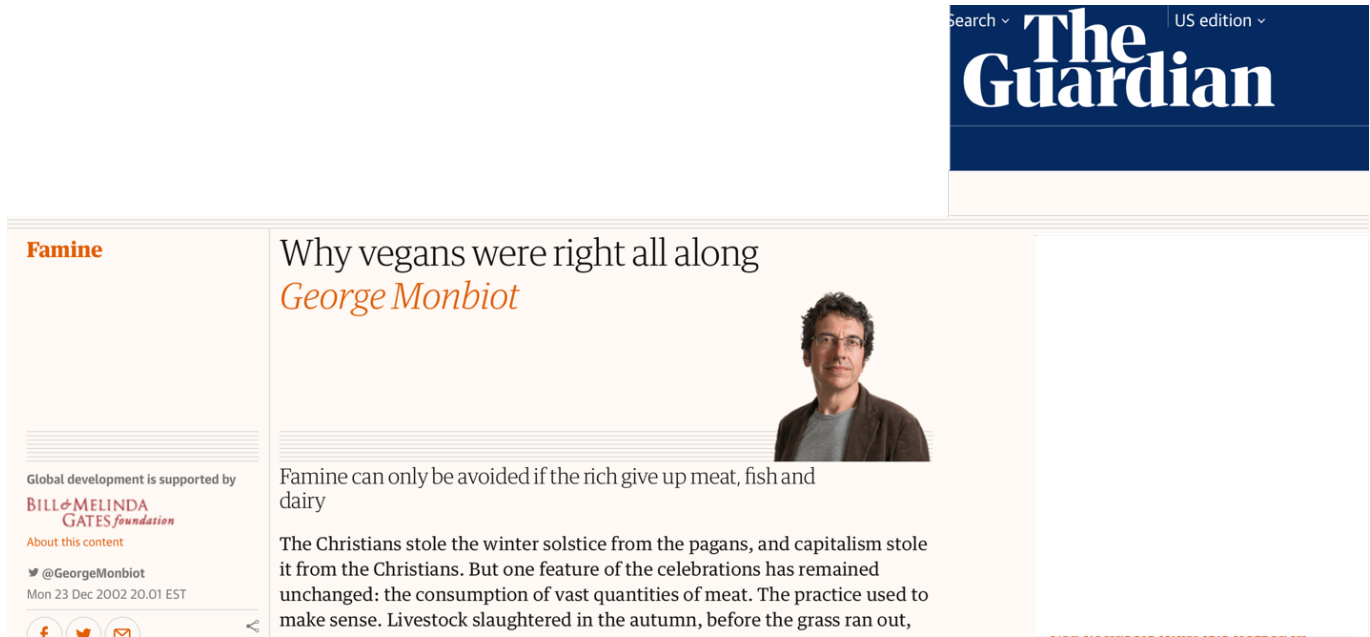 Search
US edition
The
Guardian
Famine
Why vegans were right all along
George Monbiot
Global development is supported by
BILL & MELINDA
GATES foundation
About this content
@GeorgeMonbiot
Mon 23 Dec 2002 20.01 EST
Famine can only be avoided if the rich give up meat, fish and
dairy
The Christians stole the winter solstice from the pagans, and capitalism stole
it from the Christians. But one feature of the celebrations has remained
unchanged: the consumption of vast quantities of meat. The practice used to
make sense. Livestock slaughtered in the autumn, before the grass ran out,